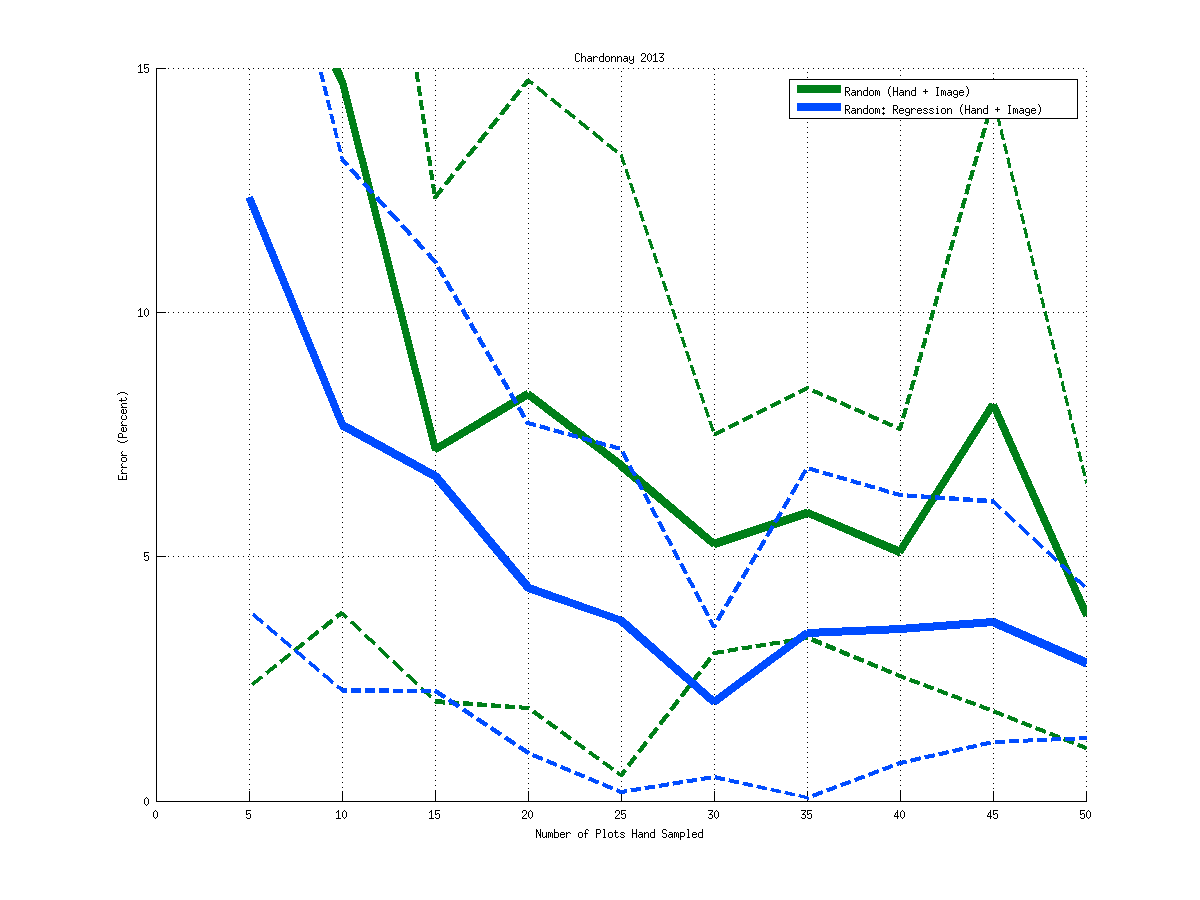 Chardonnay 2013
Random (Hand + Image)
Random: Regression (Hand + Image)
15
10
5
0
Error (Percent)
0 5 10 15 20 25 30 35 40 45 50
Number of Plots Hand Sampled